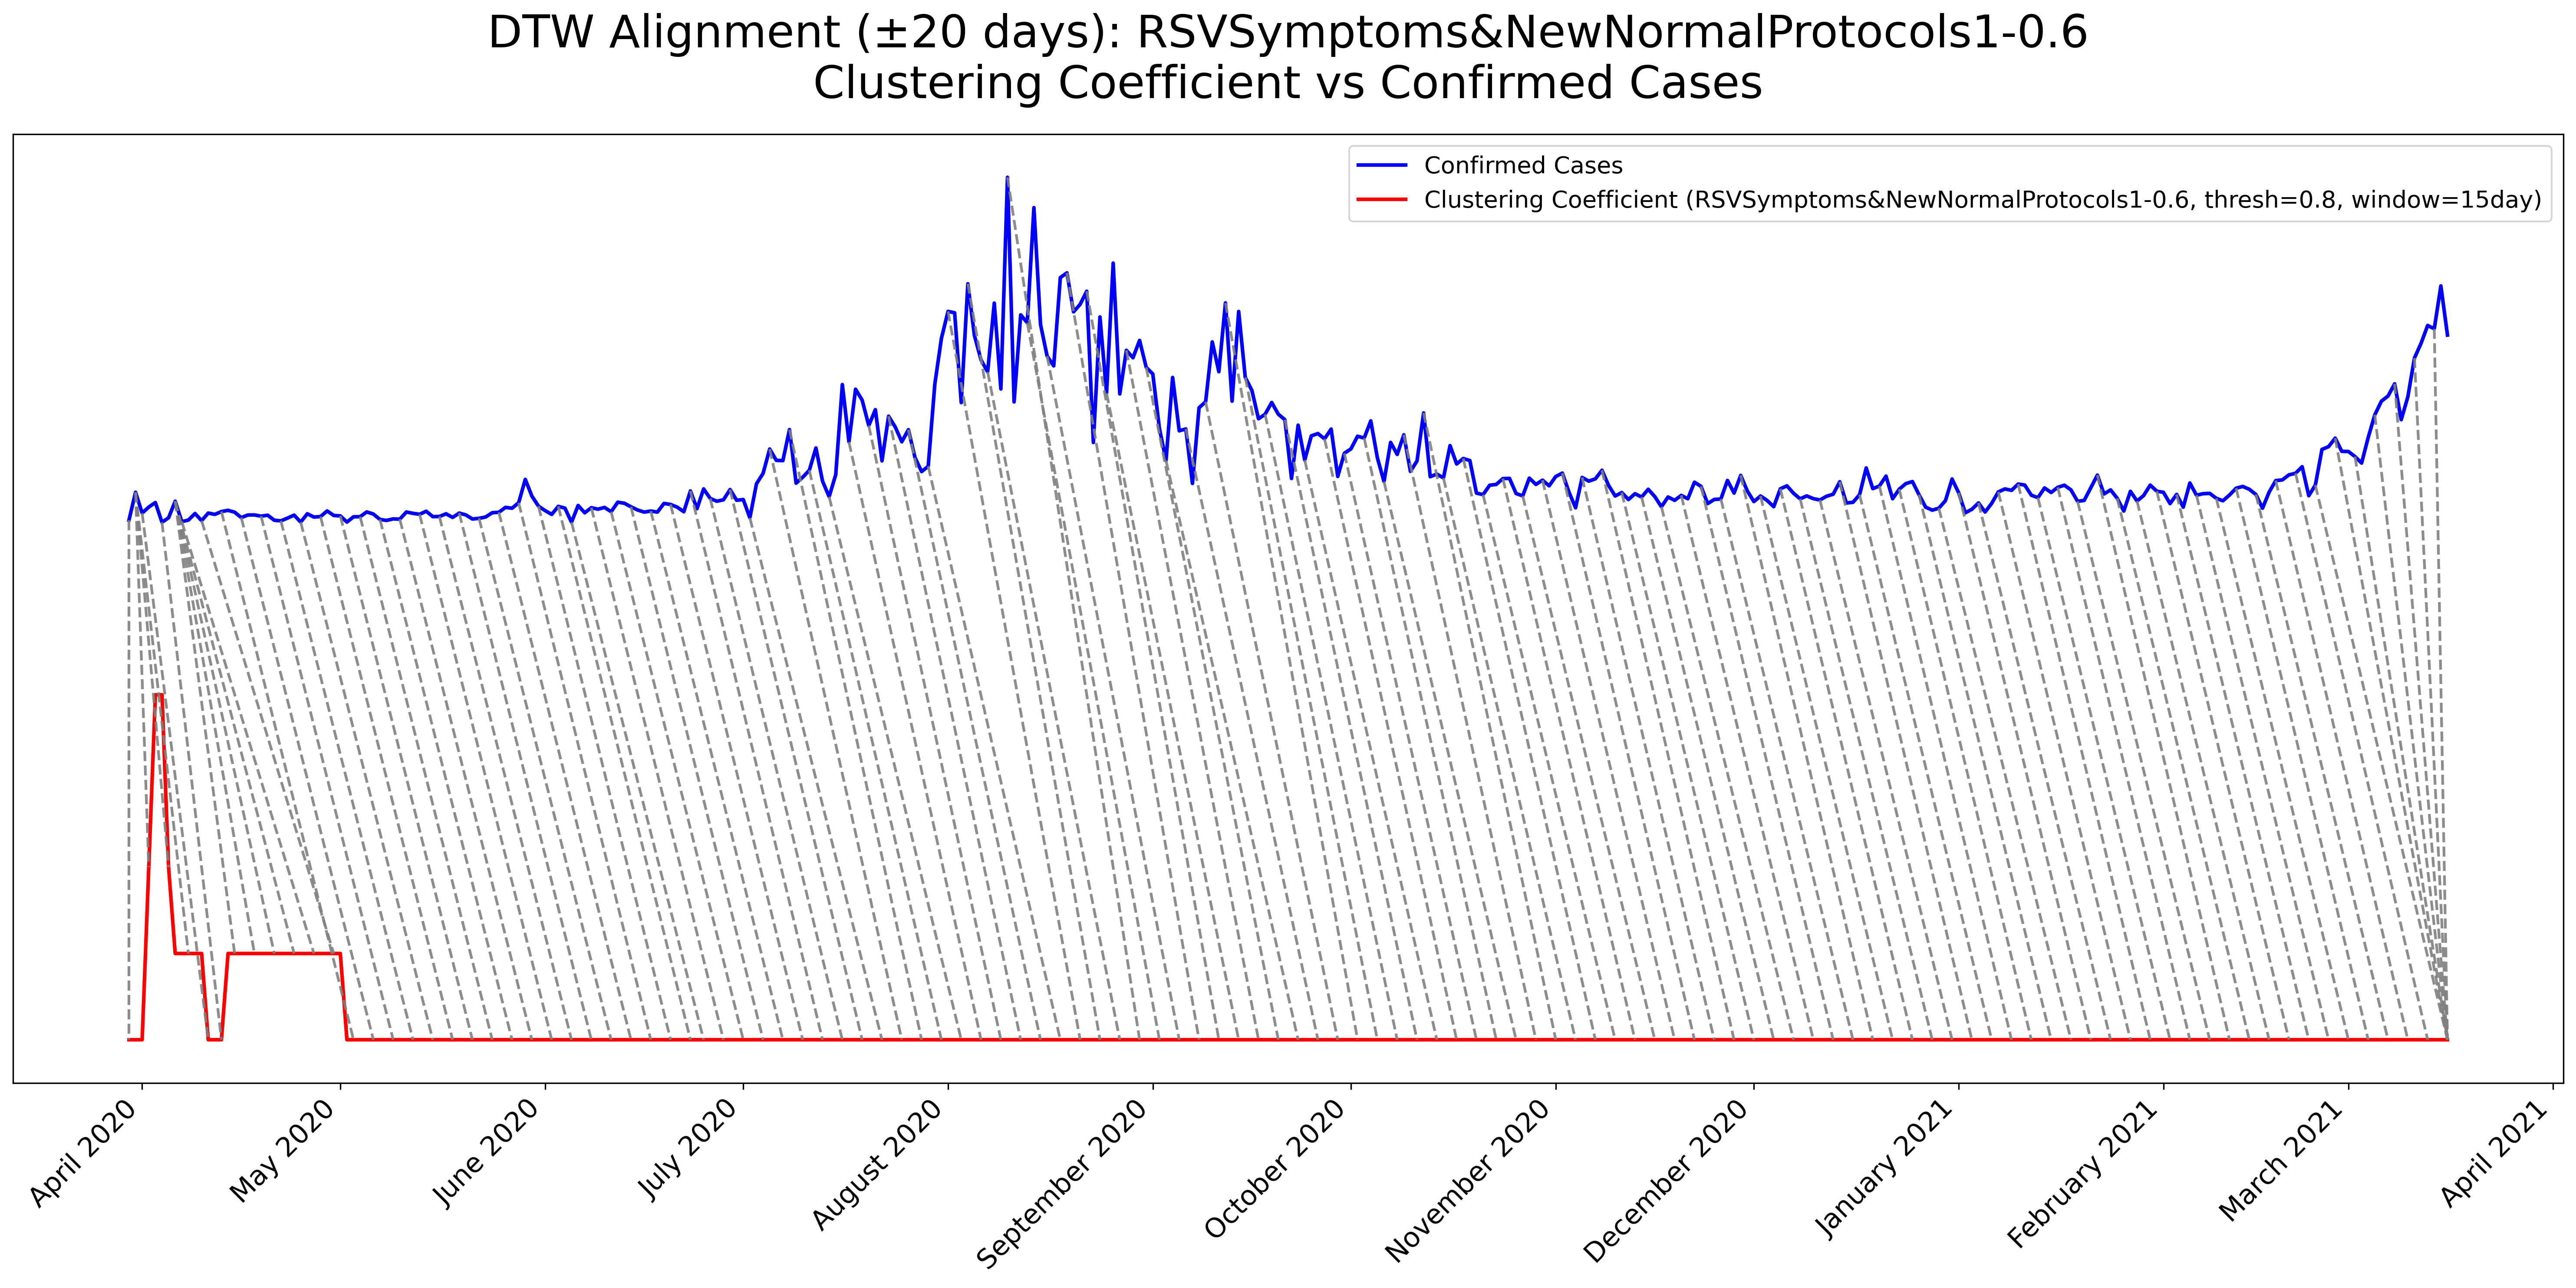 DTW Alignment (±20 days): RSVSymptoms&NewNormalProtocols1-0.6
Clustering Coefficient vs Confirmed Cases
Confirmed Cases
Clustering Coefficient (RSVSymptoms&NewNormalProtocols1-0.6, thresh=0.8, window=15day)
April 2020
May 2020
June 2020
July 2020
August 2020
September 2020
October 2020
November 2020
December 2020
January 2021
February 2021
March 2021
April 2021